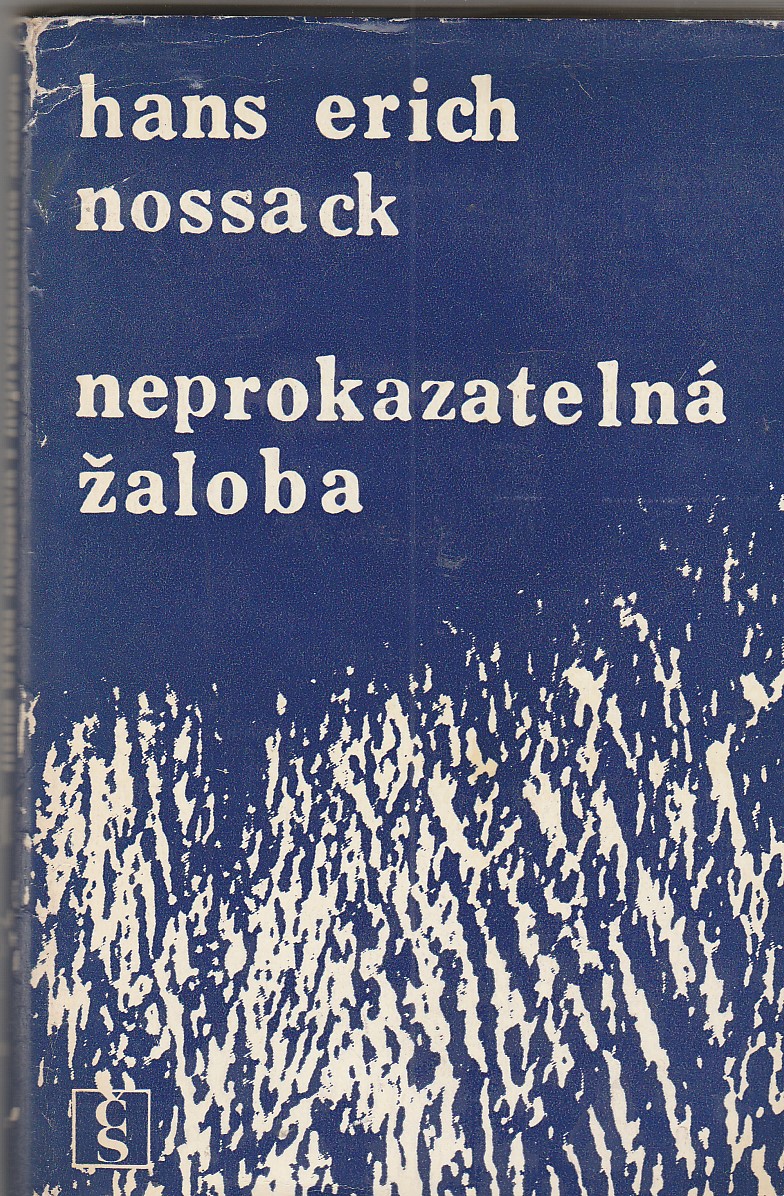 hans erich
nossack
neprokazatelná
žaloba
ČS